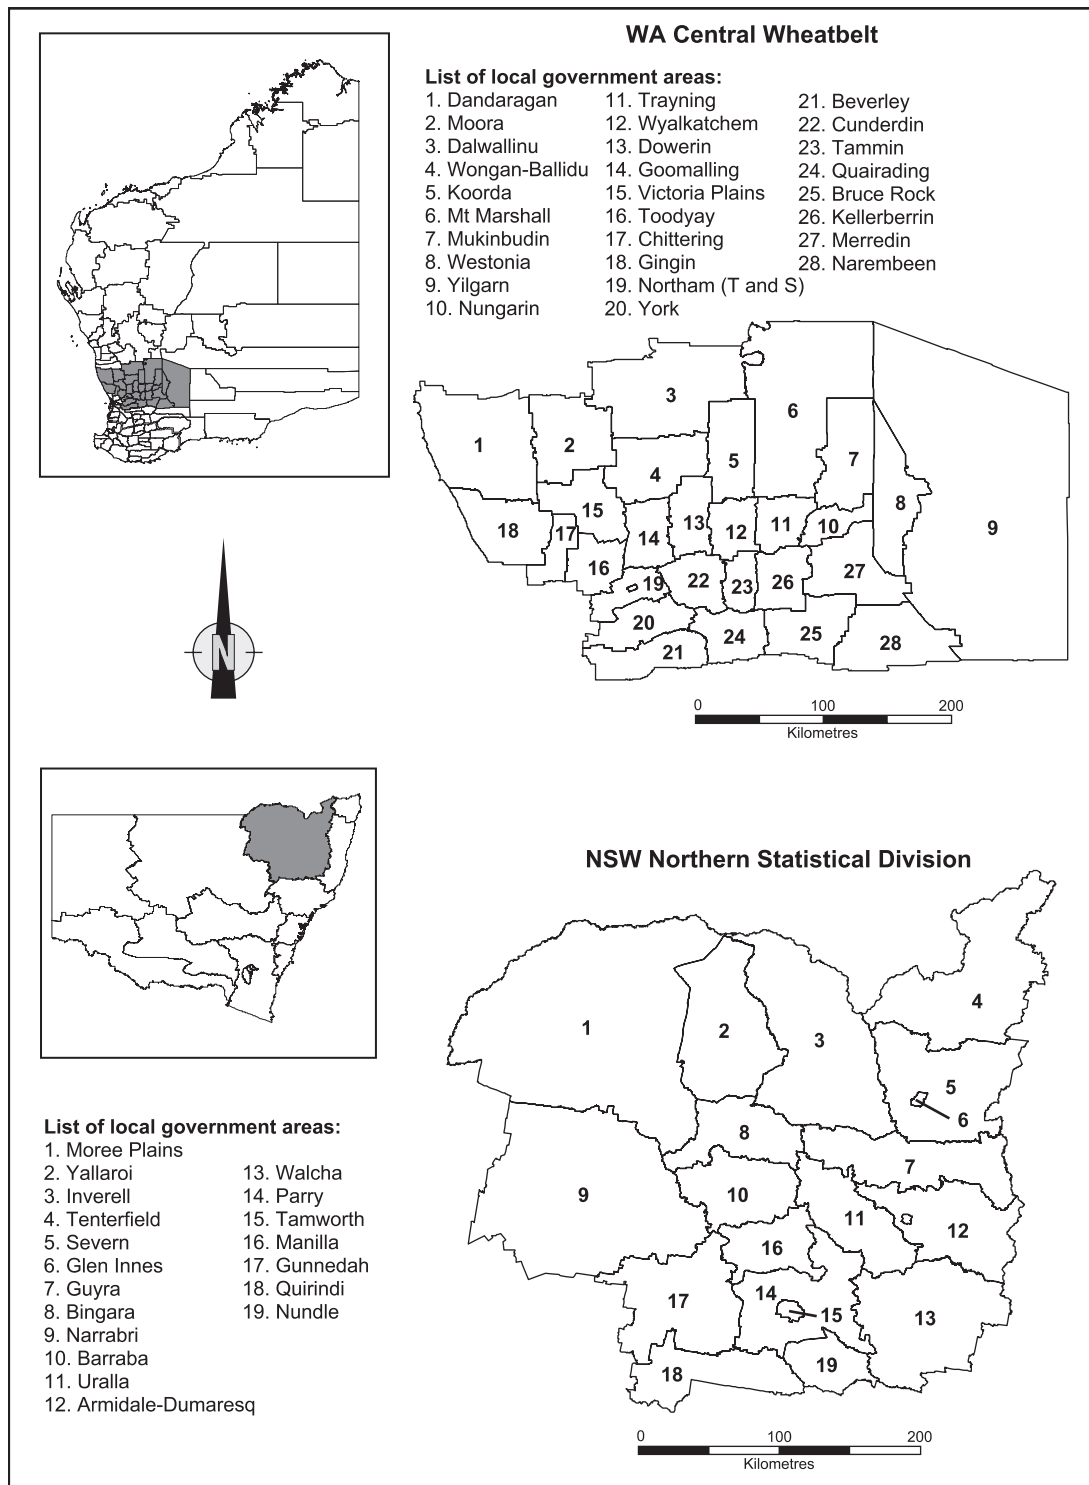 WA Central Wheatbelt
List of local government areas:
1. Dandaragan
2. Moora
3. Dalwallinu
4. Wongan-Ballidu
5. Koorda
6. Mt Marshall
7. Mukinbudin
8. Westonia
9. Yilgarn
10. Nungarin
11. Trayning
12. Wyalkatchem
13. Dowerin
14. Goomalling
15. Victoria Plains
16. Toodyay
17. Chittering
18. Gingin
19. Northam (T and S)
20. York
21. Beverley
22. Cunderdin
23. Tammin
24. Quairading
25. Bruce Rock
26. Kellerberrin
27. Merredin
28. Narembeen
3
6
1
2
5
7
4
8
15
18
17
14
13
12
11
10
9
16
19
22
23
26
27
20
24
25
28
21
0 100 200
Kilometres
N
NSW Northern Statistical Division
4
1
2
3
5
6
8
7
9
10
11
12
16
17
14
15
13
18
19
0 100 200
Kilometres
List of local government areas:
1. Moree Plains
2. Yallaroi
3. Inverell
4. Tenterfield
5. Severn
6. Glen Innes
7. Guyra
8. Bingara
9. Narrabri
10. Barraba
11. Uralla
12. Armidale-Dumaresq
13. Walcha
14. Parry
15. Tamworth
16. Manilla
17. Gunnedah
18. Quirindi
19. Nundle